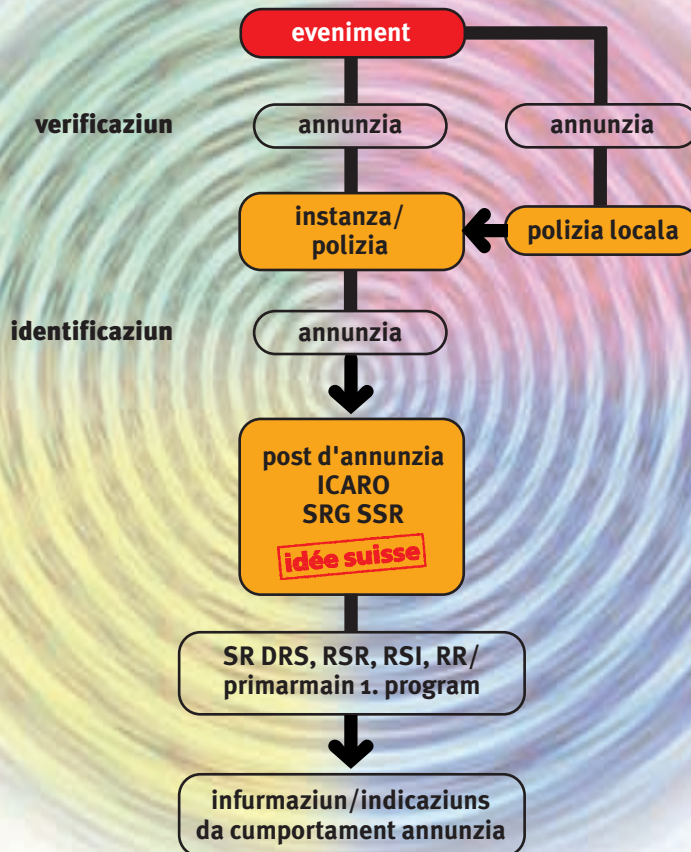 eveniment
verificaziun
annunzia
annunzia
instanza/
polizia
polizia locala
identificaziun
annunzia
post d'annunzia
ICARO
SRG SSR
idée suisse
SR DRS, RSR, RSI, RR/
primarmain 1. program
infurmaziun/indicaziuns
da cumportament annunzia